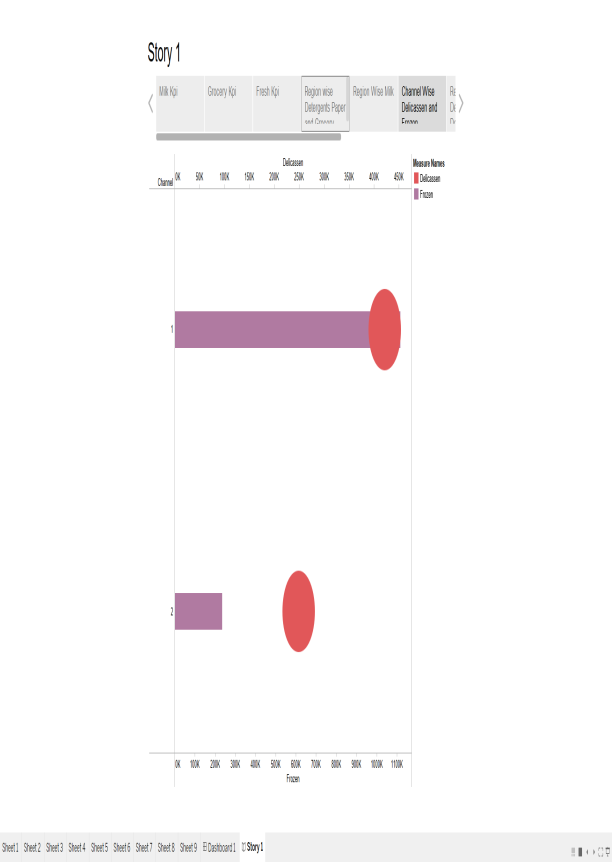 Story 1
Milk Kpi
Grocery Kpi
Fresh Kpi
Region wise
Detergents Paper
and Grocery
Region Wise Milk
Channel Wise
Delicassen and
Frozen
Re
De
Delicassen
Channel
0K 50K 100K 150K 200K 250K 300K 350K 400K 450K
Measure Names
Delicassen
Frozen
1
2
0K 100K 200K 300K 400K 500K 600K 700K 800K 900K 1000K 1100K
Frozen
Sheet 1 Sheet 2 Sheet 3 Sheet 4 Sheet 5 Sheet 6 Sheet 7 Sheet 8 Sheet 9 Dashboard 1 Story 1